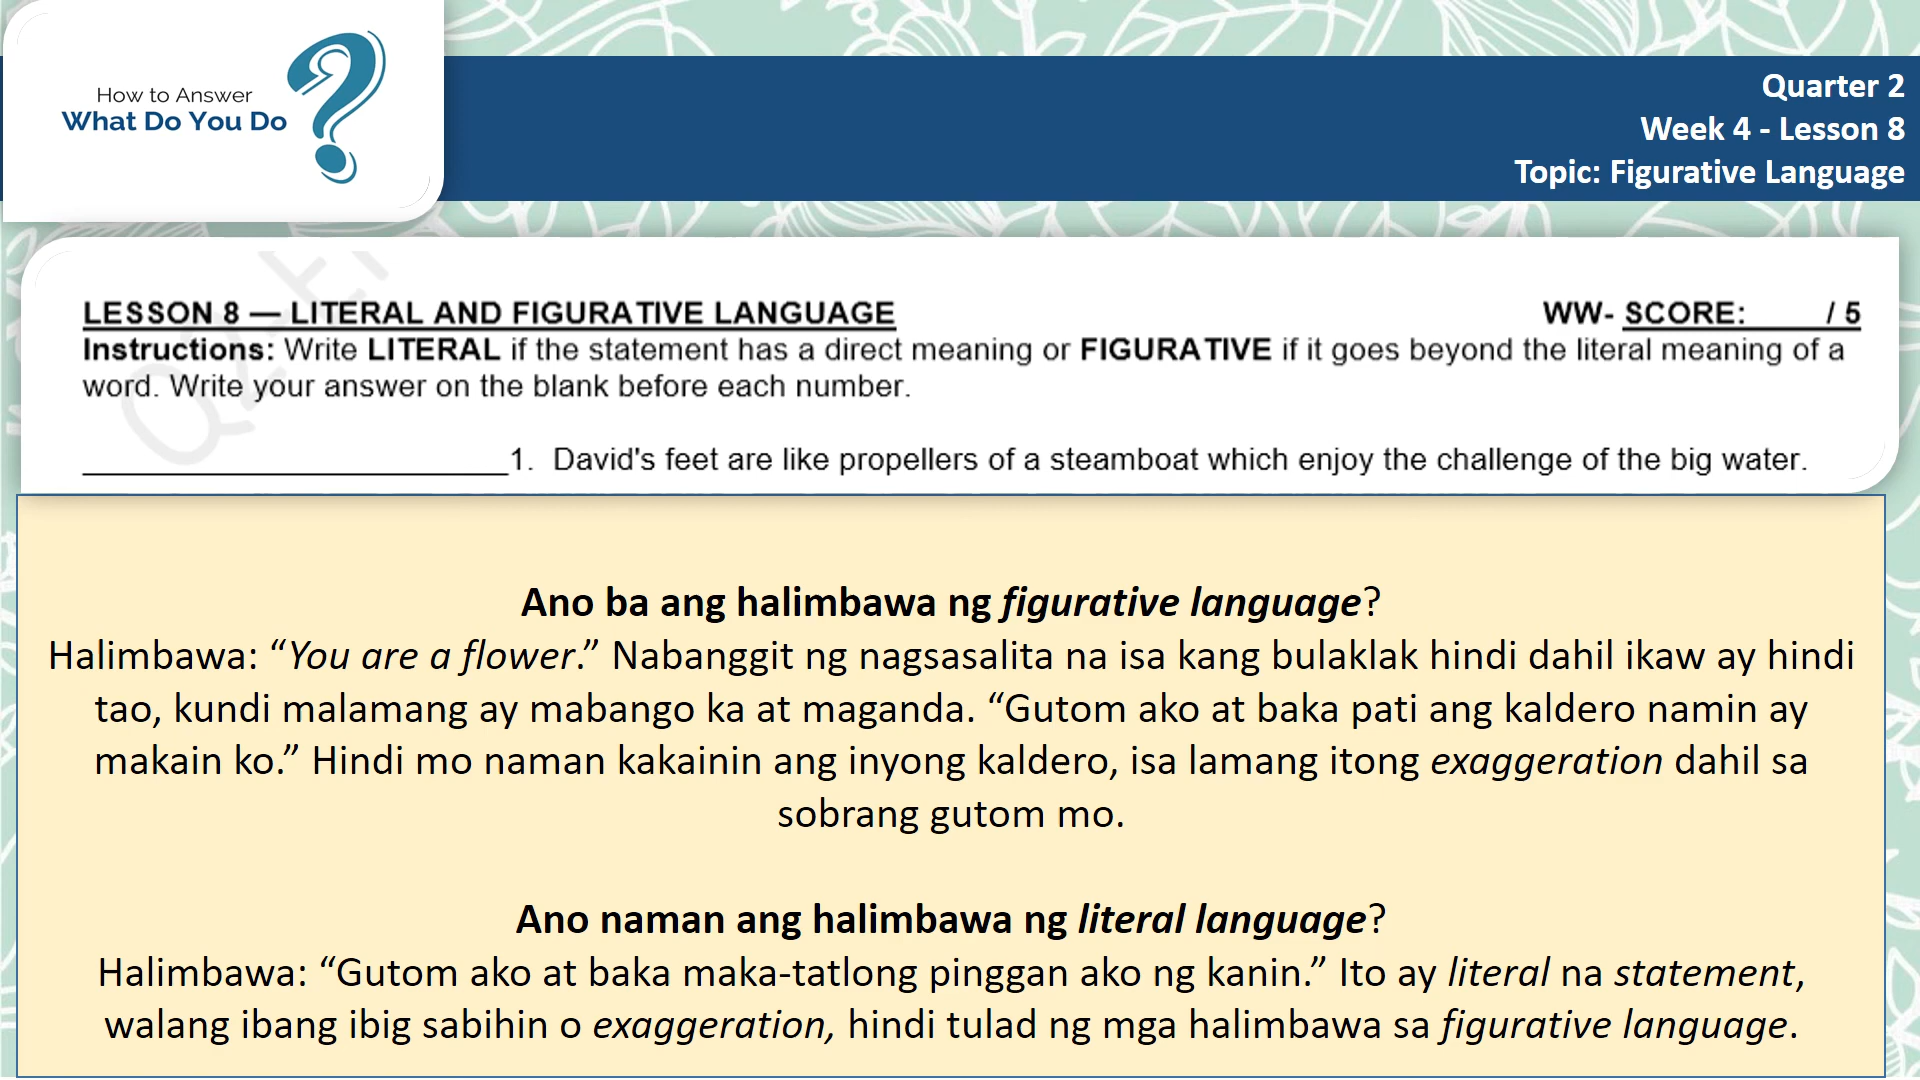 How to Answer
What Do You Do
Quarter 2
Week 4 - Lesson 8
Topic: Figurative Language
LESSON 8 — LITERAL AND FIGURATIVE LANGUAGE WW- SCORE: _____ / 5
Instructions: Write LITERAL if the statement has a direct meaning or FIGURATIVE if it goes beyond the literal meaning of a
word. Write your answer on the blank before each number.
_________________________1. David's feet are like propellers of a steamboat which enjoy the challenge of the big water.
Ano ba ang halimbawa ng figurative language?
Halimbawa: “You are a flower.” Nabanggit ng nagsasalita na isa kang bulaklak hindi dahil ikaw ay hindi
tao, kundi malamang ay mabango ka at maganda. “Gutom ako at baka pati ang kaldero namin ay
makain ko.” Hindi mo naman kakainin ang inyong kaldero, isa lamang itong exaggeration dahil sa
sobrang gutom mo.
Ano naman ang halimbawa ng literal language?
Halimbawa: “Gutom ako at baka maka-tatlong pinggan ako ng kanin.” Ito ay literal na statement,
walang ibang ibig sabihin o exaggeration, hindi tulad ng mga halimbawa sa figurative language.